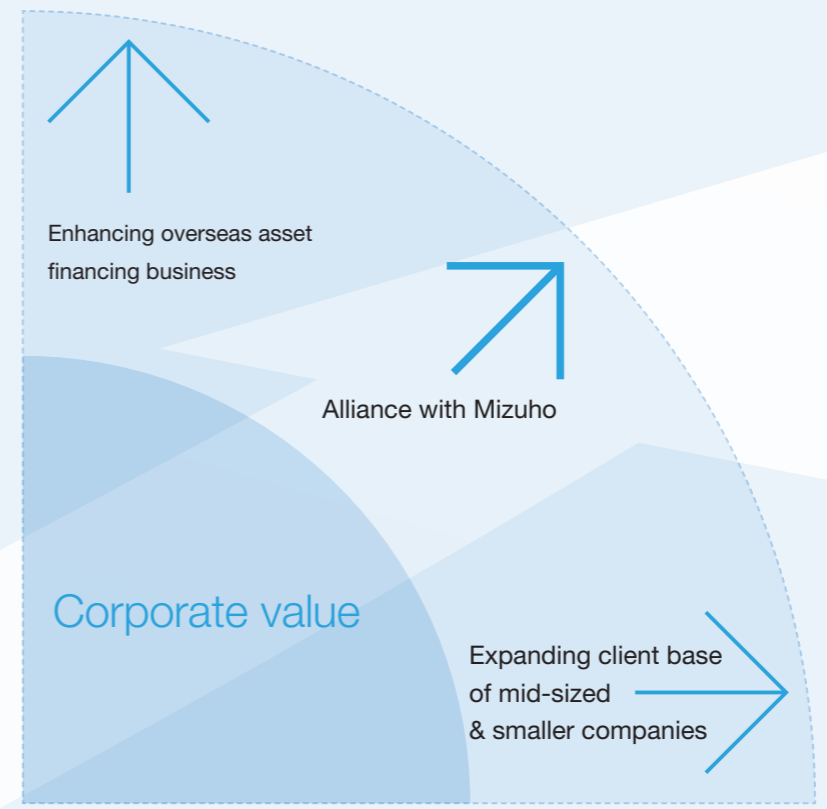 Enhancing overseas asset
financing business
Alliance with Mizuho
Corporate value
Expanding client base
of mid-sized
& smaller companies